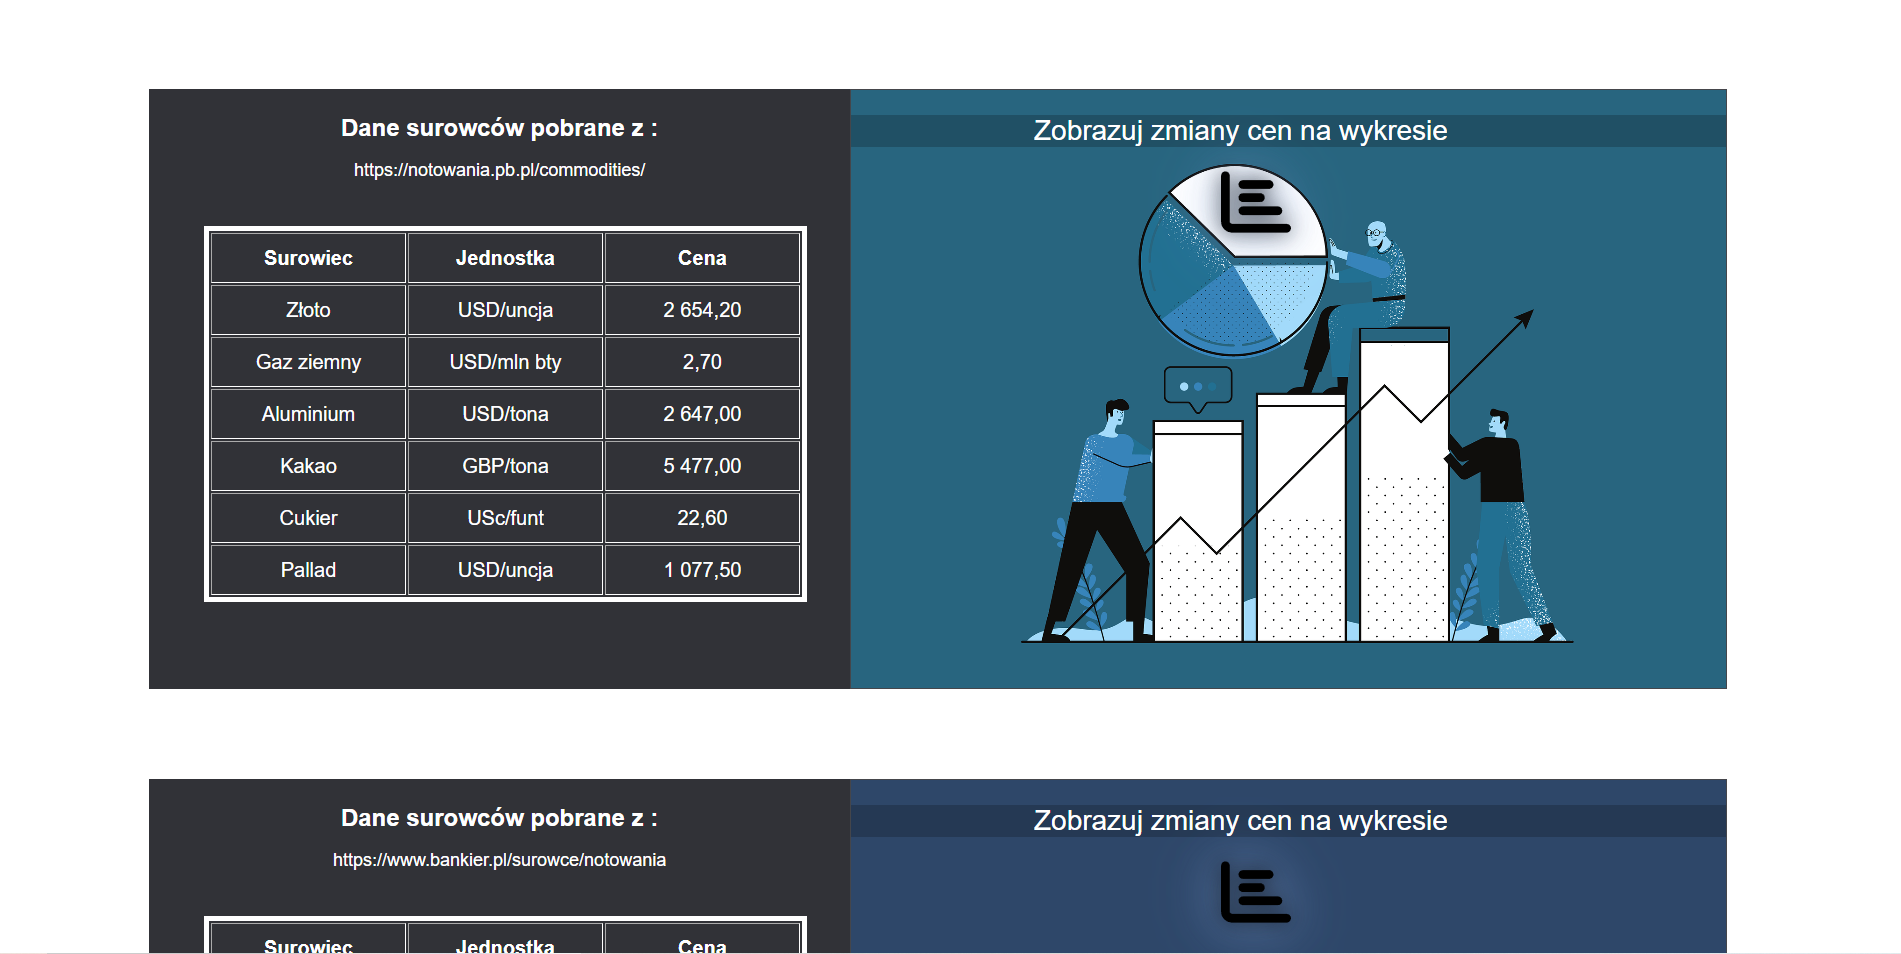 Dane surowców pobrane z :
https://notowania.pb.pl/commodities/
Surowiec Jednostka Cena
Złoto USD/uncja 2 654,20
Gaz ziemny USD/mln bty 2,70
Aluminium USD/tona 2 647,00
Kakao GBP/tona 5 477,00
Cukier USc/funt 22,60
Pallad USD/uncja 1 077,50
Zobrazuj zmiany cen na wykresie
Dane surowców pobrane z :
https://www.bankier.pl/surowce/notowania
Surowiec Jednostka Cena
Zobrazuj zmiany cen na wykresie